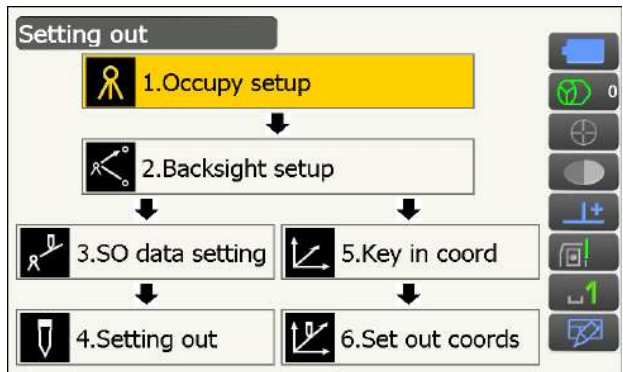 Setting out
1.Occupy setup
0
2.Backsight setup
3.SO data setting
5.Key in coord
1
4.Setting out
6.Set out coords